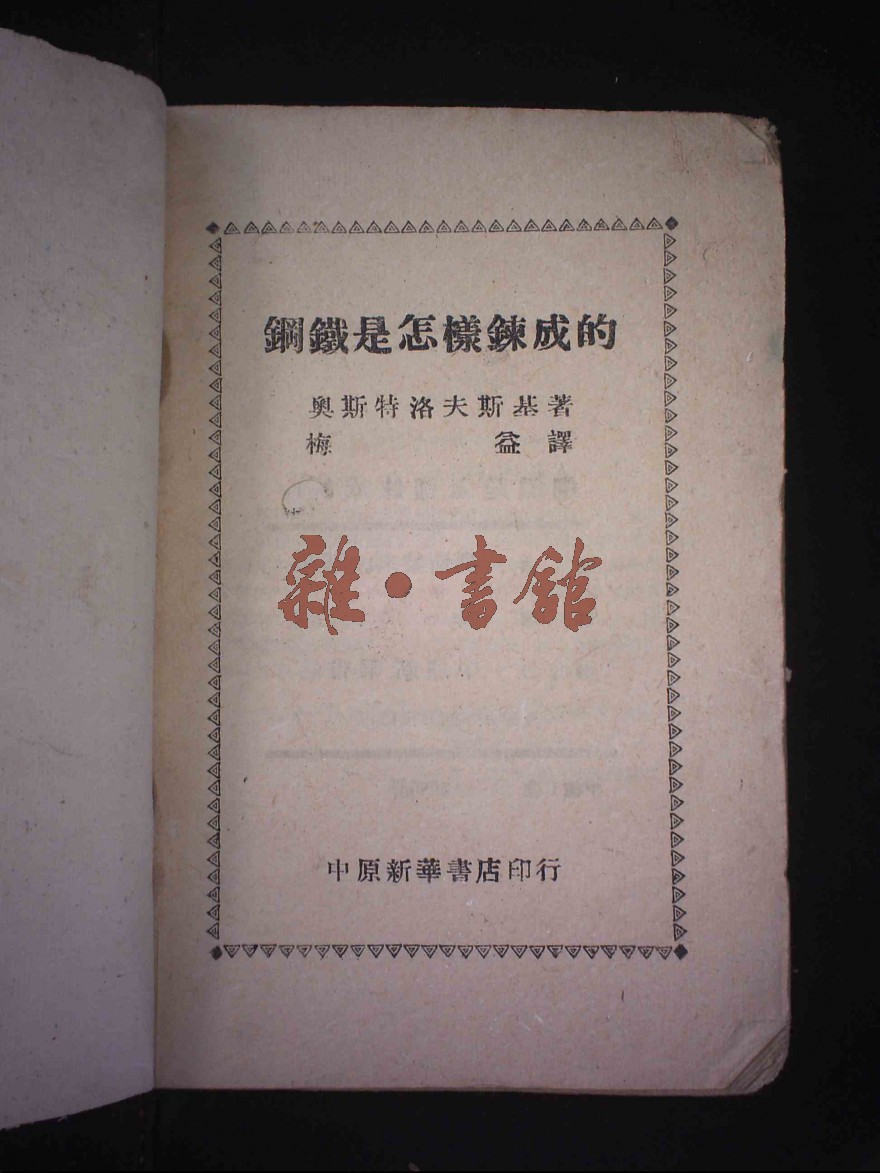 鋼鐵是怎樣鍊成的
奧斯特洛夫斯基著
梅益譯
雜·書館
中原新華書店印行